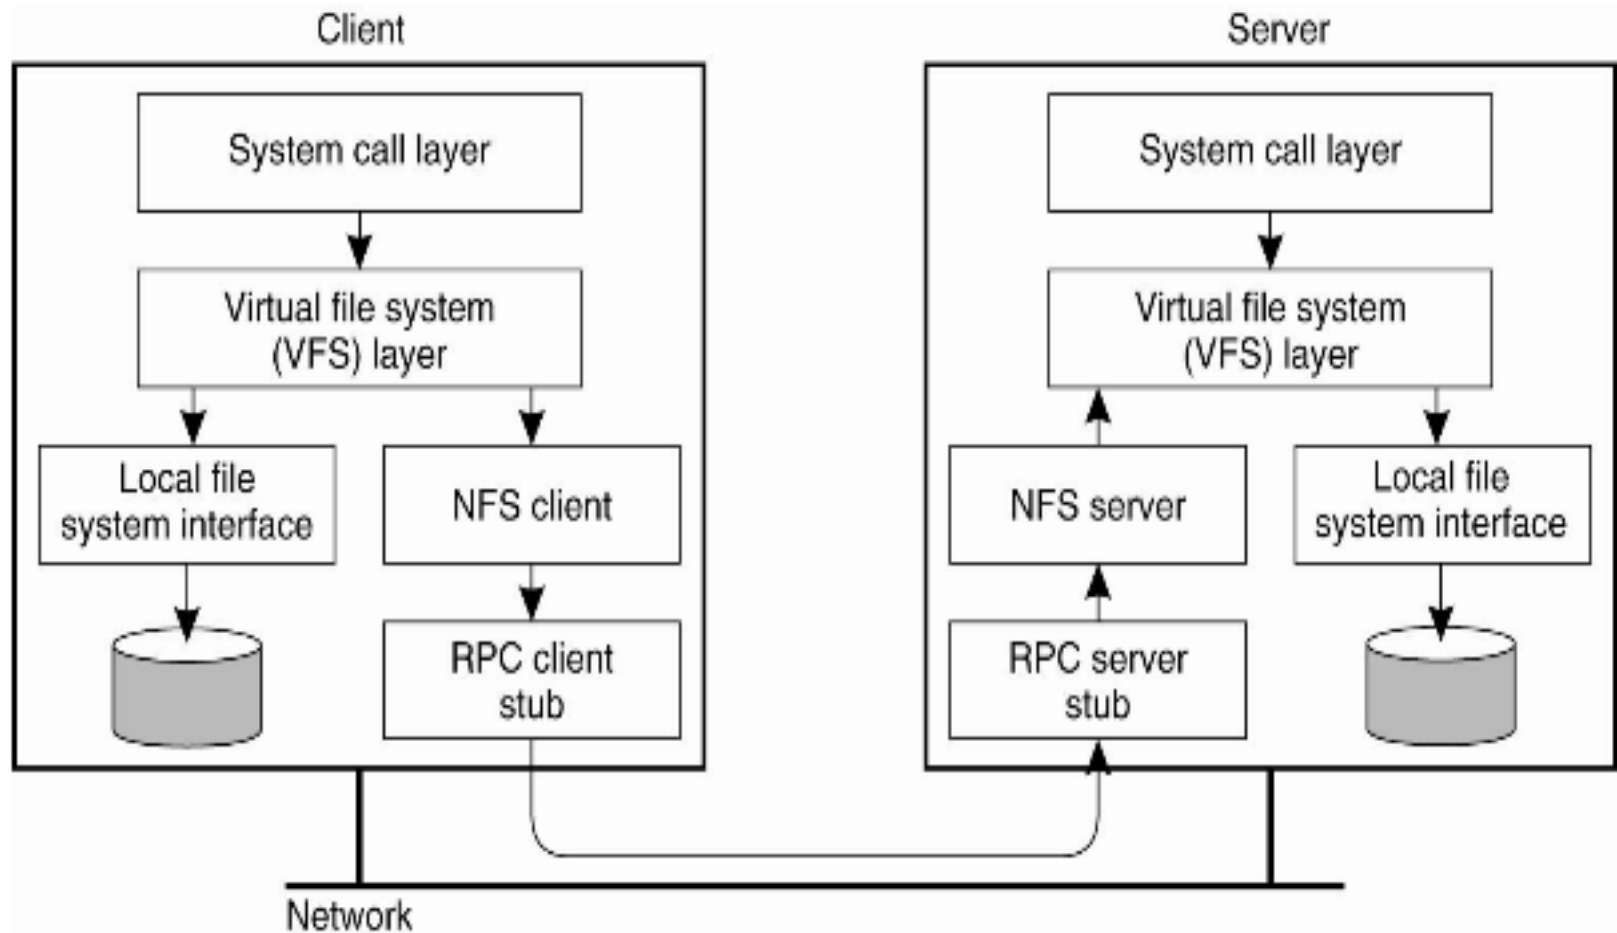 Client
System call layer
Virtual file system
(VFS) layer
Local file
system interface
NFS client
RPC client
stub
Server
System call layer
Virtual file system
(VFS) layer
NFS server
Local file
system interface
RPC server
stub
Network